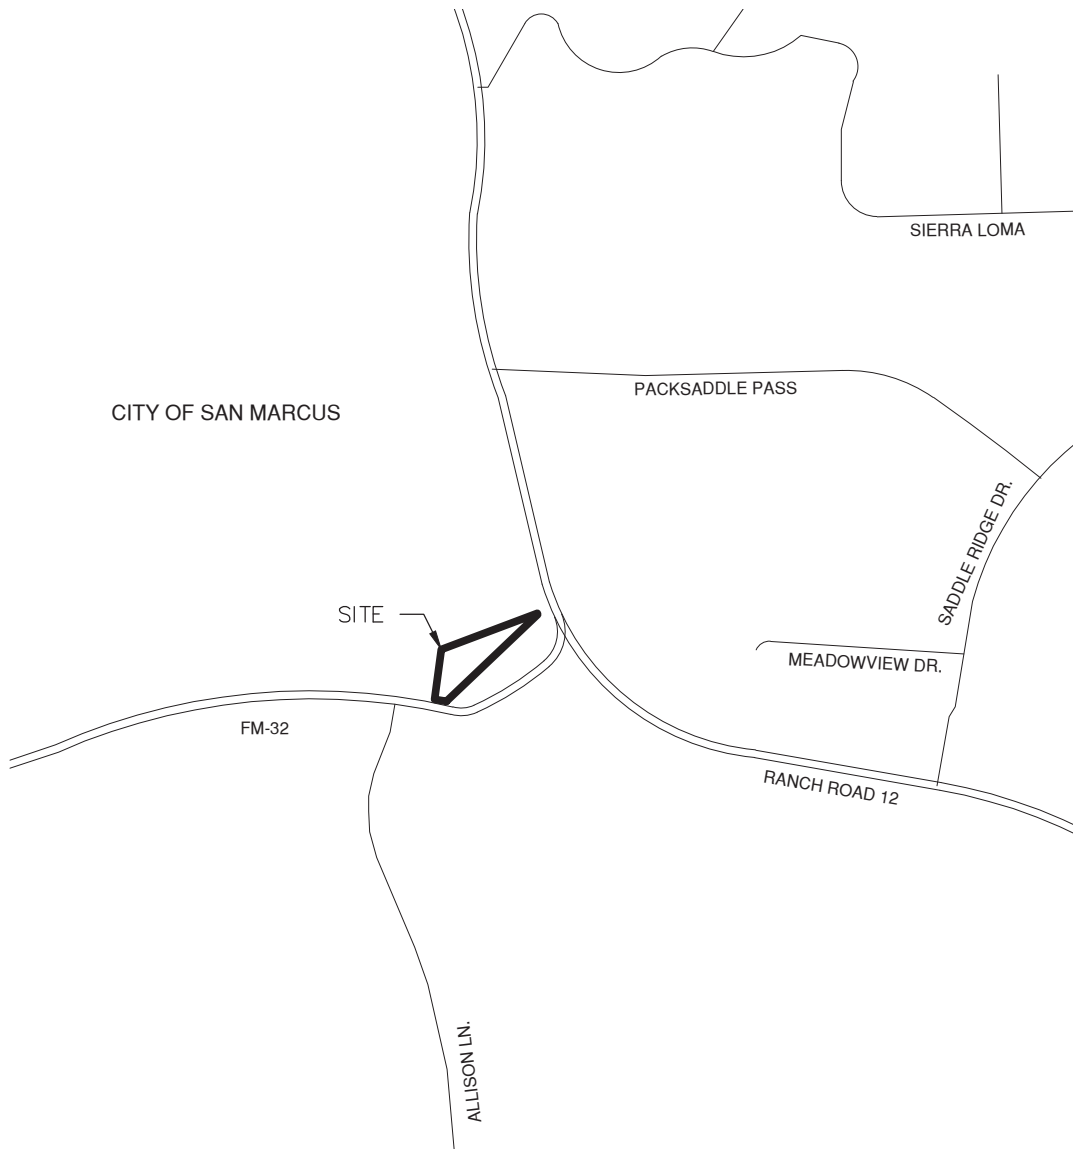 SIERRA LOMA
PACKSADDLE PASS
CITY OF SAN MARCUS
SADDLE RIDGE DR.
SITE
MEADOWVIEW DR.
FM-32
RANCH ROAD 12
ALLISON LN.